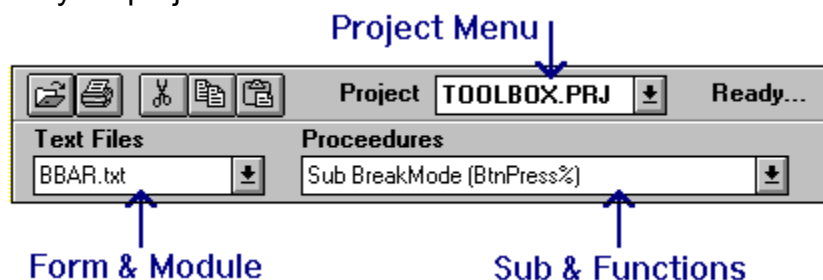 Project Menu
Project TOOLBOX.PRJ Ready...
Text Files Proceedures
BBAR.txt Sub BreakMode (BtnPress%)
Form & Module Sub & Functions